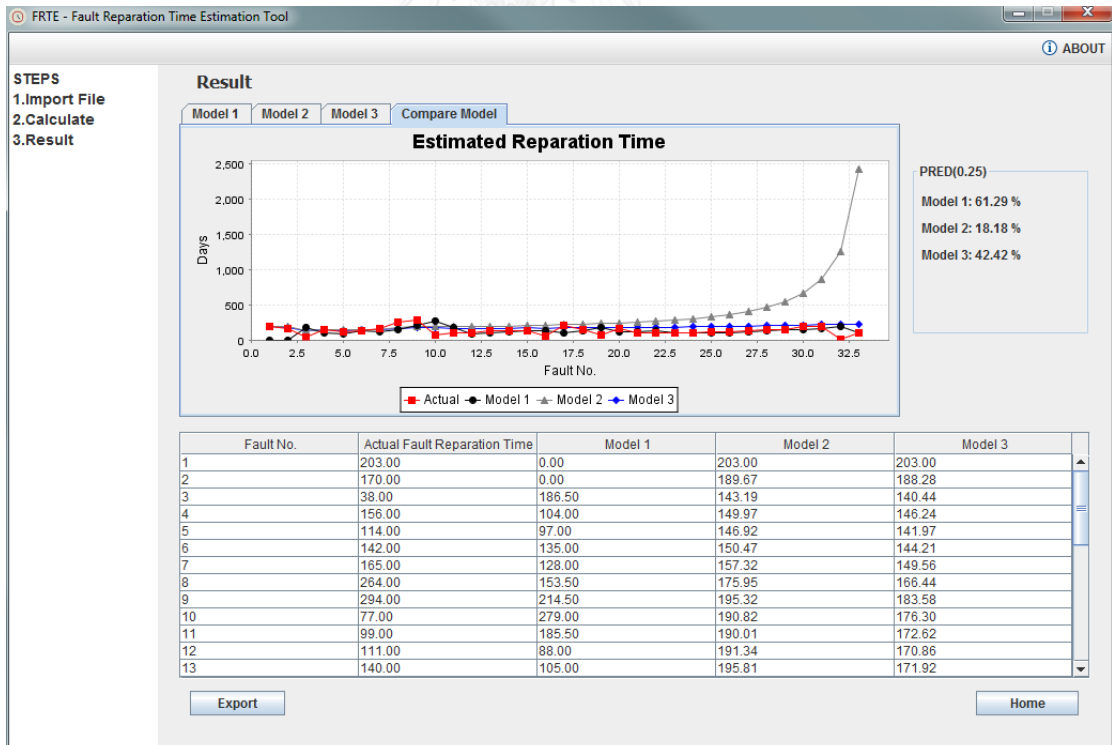 FRTE - Fault Reparation Time Estimation Tool
ABOUT
STEPS
1.Import File
2.Calculate
3.Result
Result
Model 1 Model 2 Model 3 Compare Model
Estimated Reparation Time
2,500
2,000
1,500
1,000
500
0
Days
0.0 2.5 5.0 7.5 10.0 12.5 15.0 17.5 20.0 22.5 25.0 27.5 30.0 32.5
Fault No.
Actual Model 1 Model 2 Model 3
PRED(0.25)
Model 1: 61.29 %
Model 2: 18.18 %
Model 3: 42.42 %
Fault No. Actual Fault Reparation Time Model 1 Model 2 Model 3
1 203.00 0.00 203.00 203.00
2 170.00 0.00 189.67 188.28
3 38.00 186.50 143.19 140.44
4 156.00 104.00 149.97 146.24
5 114.00 97.00 146.92 141.97
6 142.00 135.00 150.47 144.21
7 165.00 128.00 157.32 149.56
8 264.00 153.50 175.95 166.44
9 294.00 214.50 195.32 183.58
10 77.00 279.00 190.82 176.30
11 99.00 185.50 190.01 172.62
12 111.00 88.00 191.34 170.86
13 140.00 105.00 195.81 171.92
Export
Home